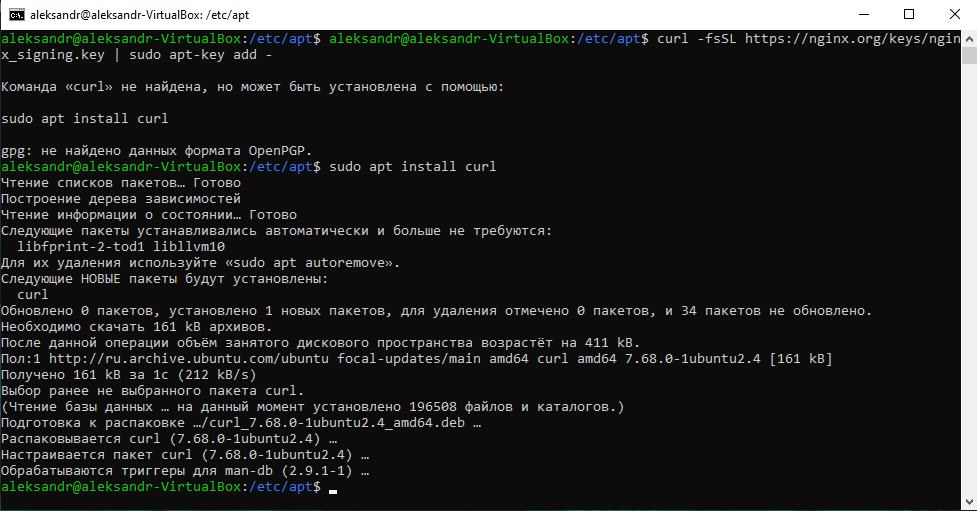 aleksandr@aleksandr-VirtualBox: /etc/apt
aleksandr@aleksandr-VirtualBox:/etc/apt$ aleksandr@aleksandr-VirtualBox:/etc/apt$ curl -fsSL https://nginx.org/keys/ngin
x_signing.key | sudo apt-key add -
Команда «curl» не найдена, но может быть установлена с помощью:
sudo apt install curl
gpg: не найдено данных формата OpenPGP.
aleksandr@aleksandr-VirtualBox:/etc/apt$ sudo apt install curl
Чтение списков пакетов… Готово
Построение дерева зависимостей
Чтение информации о состоянии… Готово
Следующие пакеты устанавливались автоматически и больше не требуются:
  libfprint-2-tod1 libllvm10
Для их удаления используйте «sudo apt autoremove».
Следующие НОВЫЕ пакеты будут установлены:
  curl
Обновлено 0 пакетов, установлено 1 новых пакетов, для удаления отмечено 0 пакетов, и 34 пакетов не обновлено.
Необходимо скачать 161 kB архивов.
После данной операции объём занятого дискового пространства возрастёт на 411 kB.
Пол:1 http://ru.archive.ubuntu.com/ubuntu focal-updates/main amd64 curl amd64 7.68.0-1ubuntu2.4 [161 kB]
Получено 161 kB за 1с (212 kB/s)
Выбор ранее не выбранного пакета curl.
(Чтение базы данных … на данный момент установлено 196508 файлов и каталогов.)
Подготовка к распаковке …/curl_7.68.0-1ubuntu2.4_amd64.deb …
Распаковывается curl (7.68.0-1ubuntu2.4) …
Настраивается пакет curl (7.68.0-1ubuntu2.4) …
Обрабатываются триггеры для man-db (2.9.1-1) …
aleksandr@aleksandr-VirtualBox:/etc/apt$